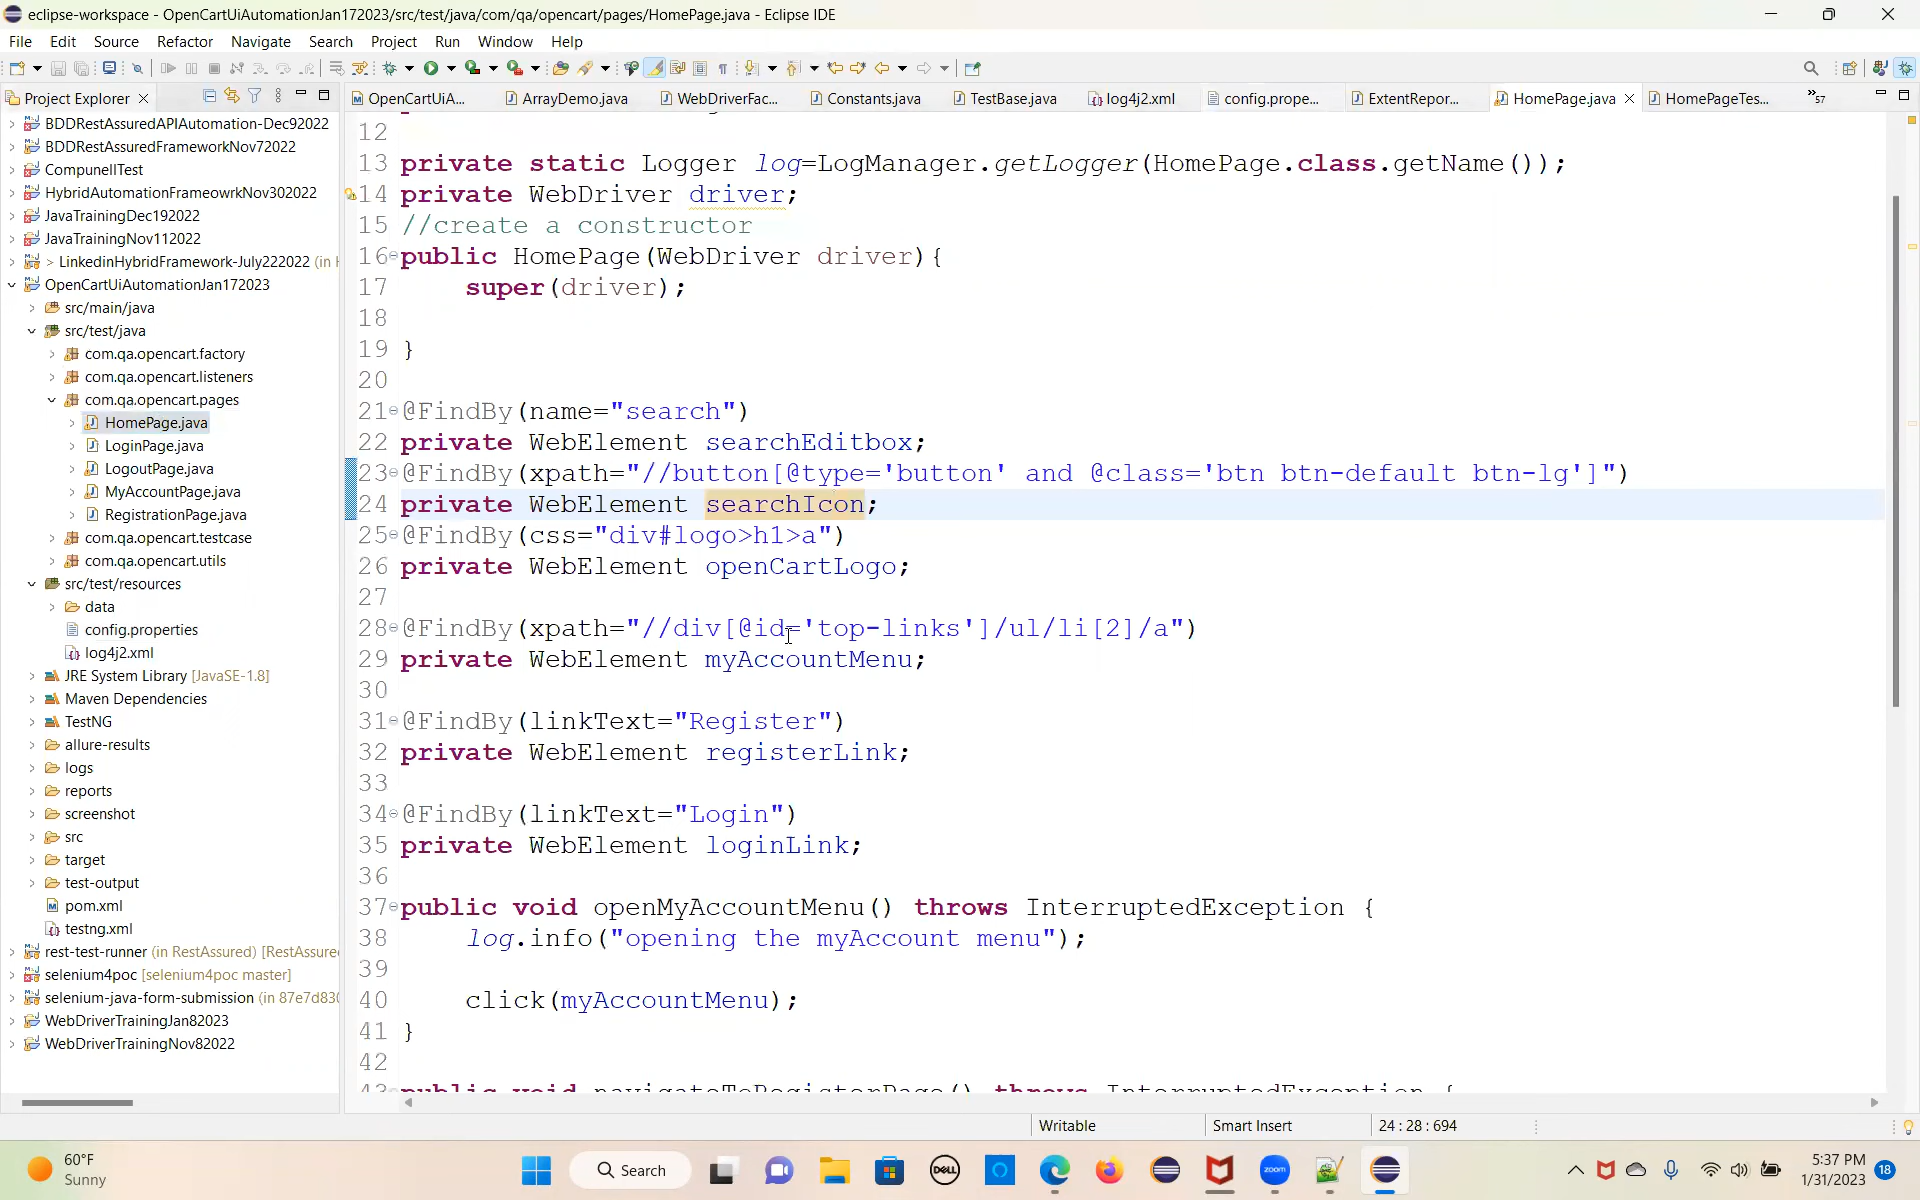 eclipse-workspace - OpenCartUiAutomationJan172023/src/test/java/com/qa/opencart/pages/HomePage.java - Eclipse IDE
File Edit Source Refactor Navigate Search Project Run Window Help
Project Explorer
OpenCartUiA... ArrayDemo.java WebDriverFac... Constants.java TestBase.java log4j2.xml config.prope... ExtentRepor... HomePage.java HomePageTes... 57
BDDRestAssuredAPIAutomation-Dec92022
BDDRestAssuredFrameworkNov72022
CompunellTest
HybridAutomationFrameowrkNov302022
JavaTrainingDec192022
JavaTrainingNov112022
> LinkedinHybridFramework-July222022 (in
OpenCartUiAutomationJan172023
src/main/java
src/test/java
com.qa.opencart.factory
com.qa.opencart.listeners
com.qa.opencart.pages
HomePage.java
LoginPage.java
LogoutPage.java
MyAccountPage.java
RegistrationPage.java
com.qa.opencart.testcase
com.qa.opencart.utils
src/test/resources
data
config.properties
log4j2.xml
JRE System Library [JavaSE-1.8]
Maven Dependencies
TestNG
allure-results
logs
reports
screenshot
src
target
test-output
pom.xml
testng.xml
rest-test-runner (in RestAssured) [RestAssure
selenium4poc [selenium4poc master]
selenium-java-form-submission (in 87e7d83
WebDriverTrainingJan82023
WebDriverTrainingNov82022
12
13 private static Logger log=LogManager.getLogger(HomePage.class.getName());
14 private WebDriver driver;
15 //create a constructor
16 public HomePage(WebDriver driver){
17 super(driver);
18
19 }
20
21 @FindBy(name="search")
22 private WebElement searchEditbox;
23 @FindBy(xpath="//button[@type='button' and @class='btn btn-default btn-lg']")
24 private WebElement searchIcon;
25 @FindBy(css="div#logo>h1>a")
26 private WebElement openCartLogo;
27
28 @FindBy(xpath="//div[@id='top-links']/ul/li[2]/a")
29 private WebElement myAccountMenu;
30
31 @FindBy(linkText="Register")
32 private WebElement registerLink;
33
34 @FindBy(linkText="Login")
35 private WebElement loginLink;
36
37 public void openMyAccountMenu() throws InterruptedException {
38 log.info("opening the myAccount menu");
39
40 click(myAccountMenu);
41 }
42
43 public void navigateToRegisterPage() throws InterruptedException {
Writable Smart Insert 24 : 28 : 694
60°F
Sunny
Search
DELL
zoom
5:37 PM
1/31/2023
18